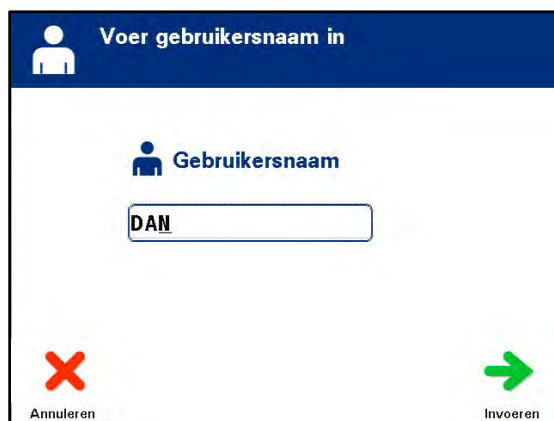 Voer gebruikersnaam in
Gebruikersnaam
DAN
Annuleren
Invoeren